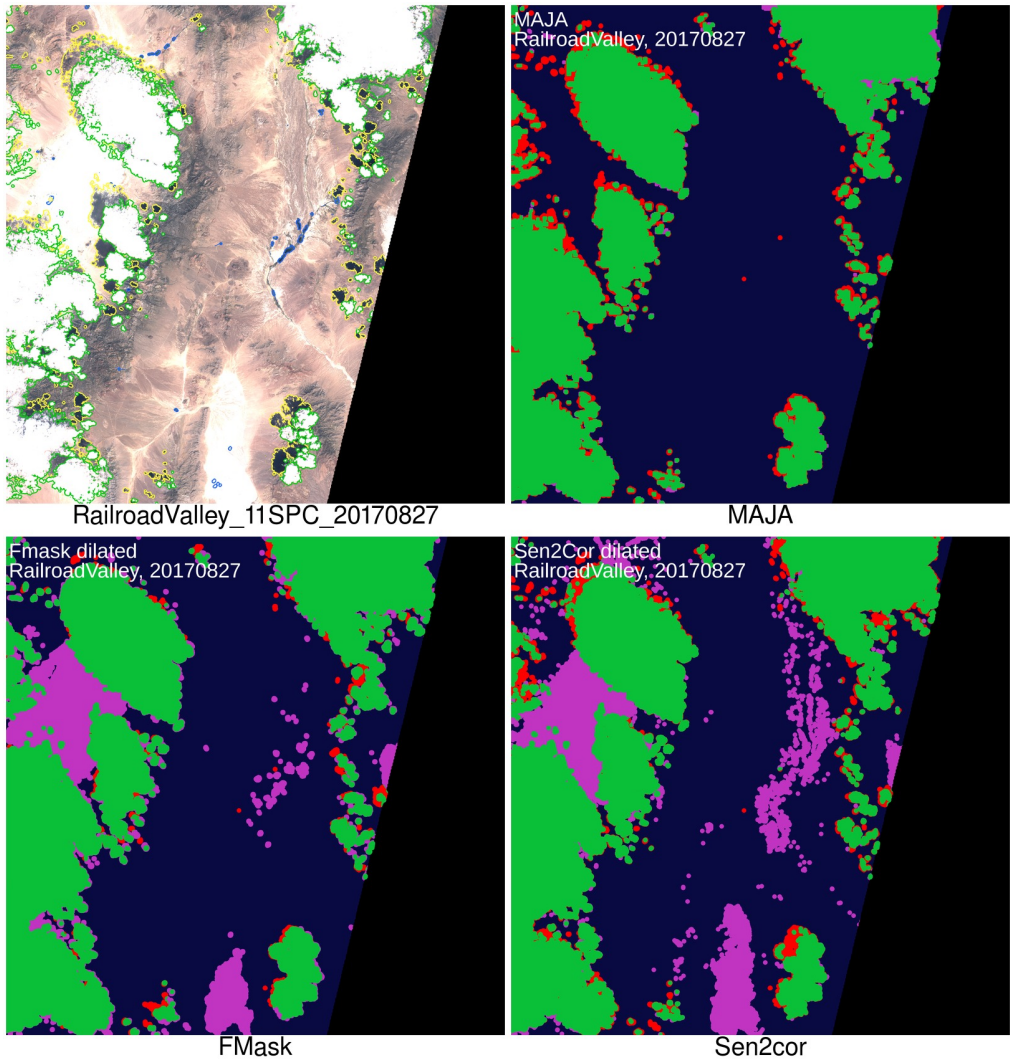 MAJA
RailroadValley, 20170827
RailroadValley_11SPC_20170827
MAJA
Fmask dilated
RailroadValley, 20170827
Sen2Cor dilated
RailroadValley, 20170827
FMask
Sen2cor